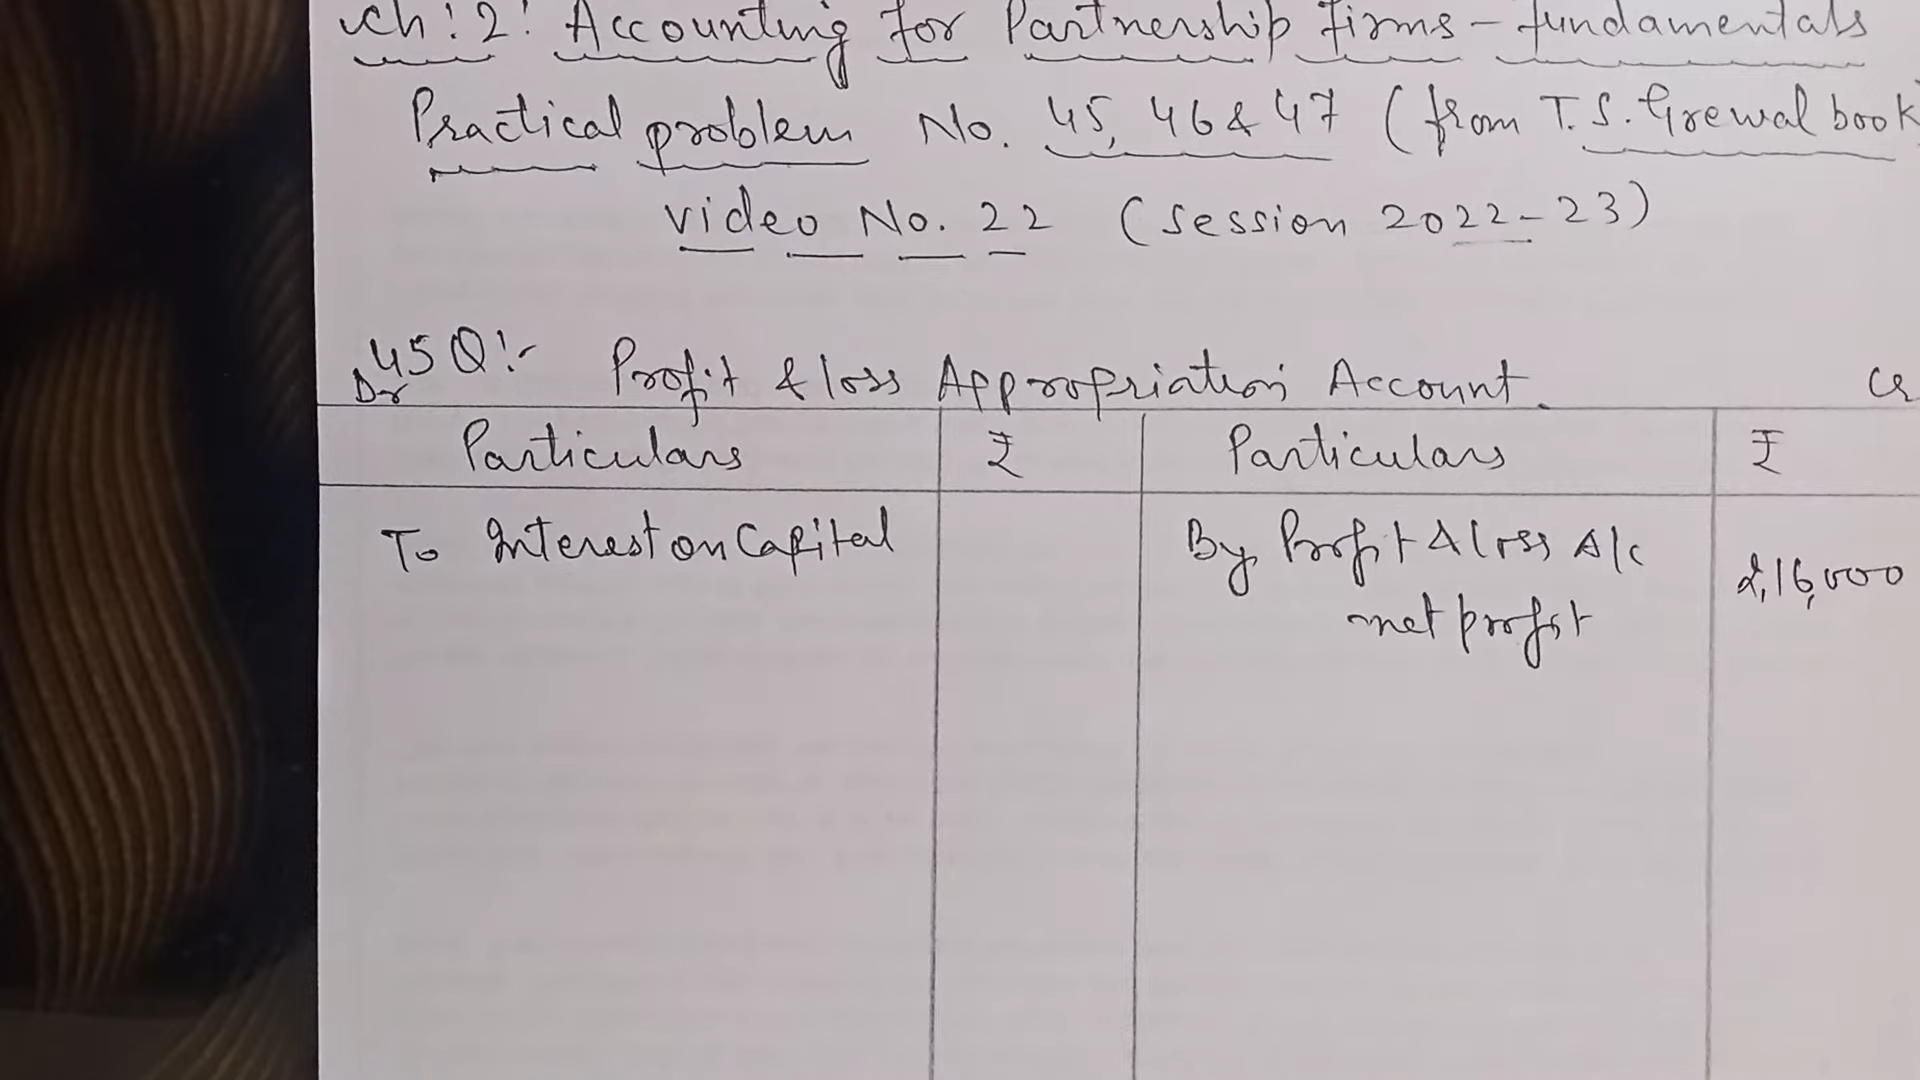 Ch! 2! Accounting for Partnership firms - fundamentals
Practical problem No. 45, 46 & 47 (from T.S. Grewal book)
video No. 22 (session 2022-23)
45 Q!- Profit & loss Appropriation Account.
Dr Cr
Particulars ₹ Particulars ₹
To Interest on Capital By Profit & loss A/c 2,16,000
net profit